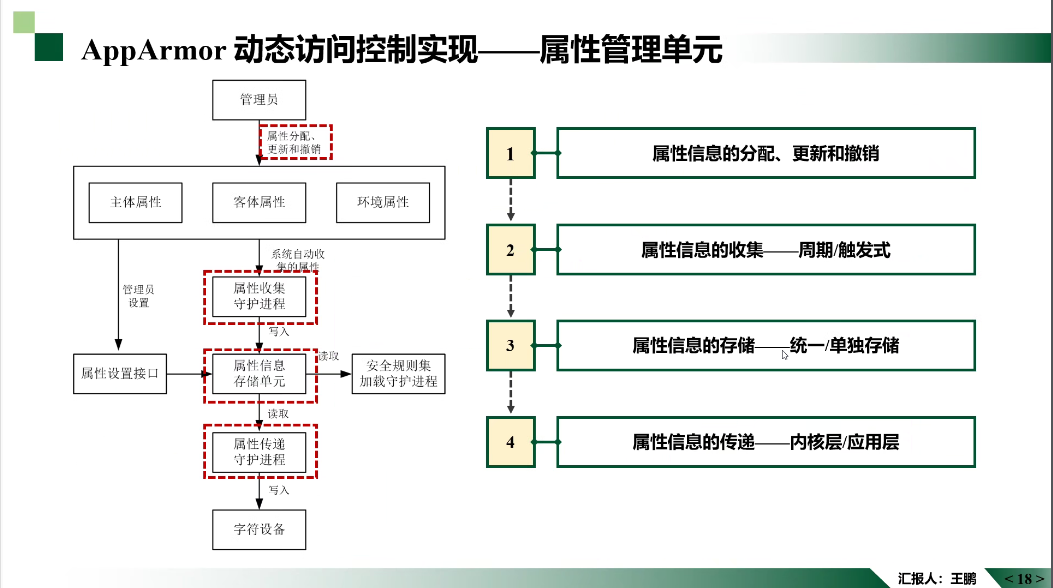 AppArmor 动态访问控制实现——属性管理单元
管理员
属性分配、
更新和撤销
主体属性
客体属性
环境属性
系统自动收
集的属性
管理员
设置
属性收集
守护进程
写入
属性设置接口
属性信息
存储单元
读取
安全规则集
加载守护进程
读取
属性传递
守护进程
写入
字符设备
1
属性信息的分配、更新和撤销
2
属性信息的收集——周期/触发式
3
属性信息的存储——统一/单独存储
4
属性信息的传递——内核层/应用层
汇报人：王鹏
< 18 >